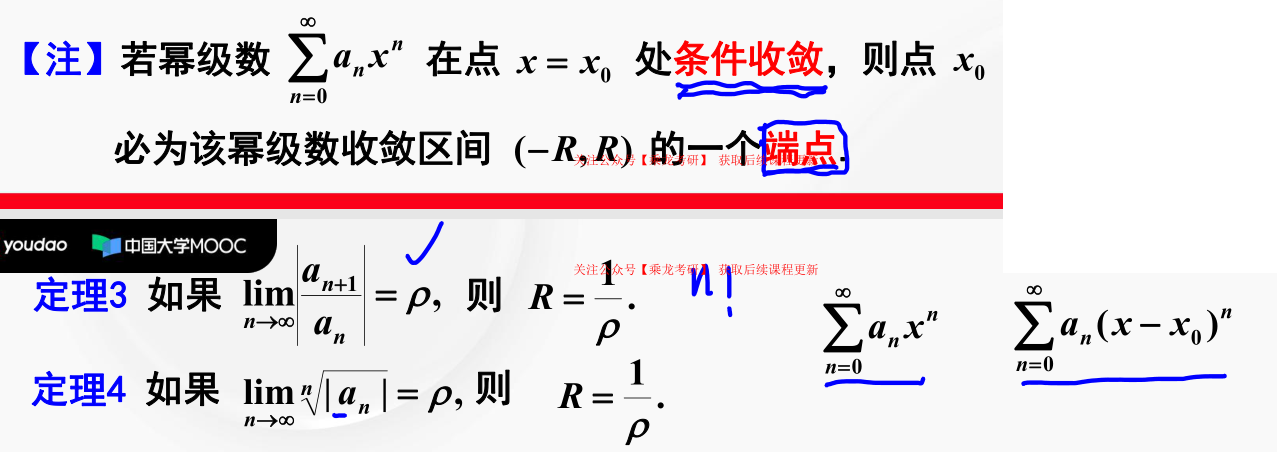 【注】若幂级数 $\sum_{n=0}^{\infty} a_n x^n$ 在点 $x = x_0$ 处条件收敛，则点 $x_0$
必为该幂级数收敛区间 $(-R, R)$ 的一个端点.
关注公众号【乘龙考研】 获取后续课程更新
youdao 中国大学MOOC
关注公众号【乘龙考研】 获取后续课程更新
定理3 如果 $\lim_{n\to\infty}\left|\frac{a_{n+1}}{a_n}\right| = \rho,$ 则 $R = \frac{1}{\rho}.$ n! $\sum_{n=0}^{\infty} a_n x^n$ $\sum_{n=0}^{\infty} a_n (x - x_0)^n$
定理4 如果 $\lim_{n\to\infty}\sqrt[n]{|a_n|} = \rho,$ 则 $R = \frac{1}{\rho}.$